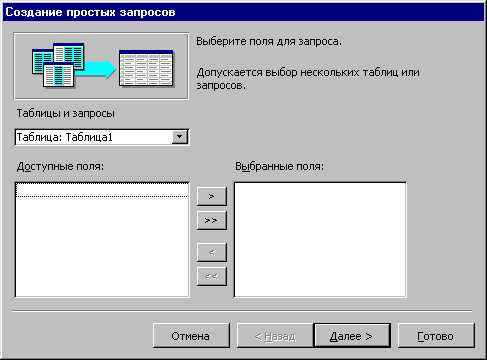 Создание простых запросов
Выберите поля для запроса.
Допускается выбор нескольких таблиц или
запросов.
Таблицы и запросы
Таблица: Таблица1
Доступные поля:
Выбранные поля:
>
>>
<
<<
Отмена
< Назад
Далее >
Готово